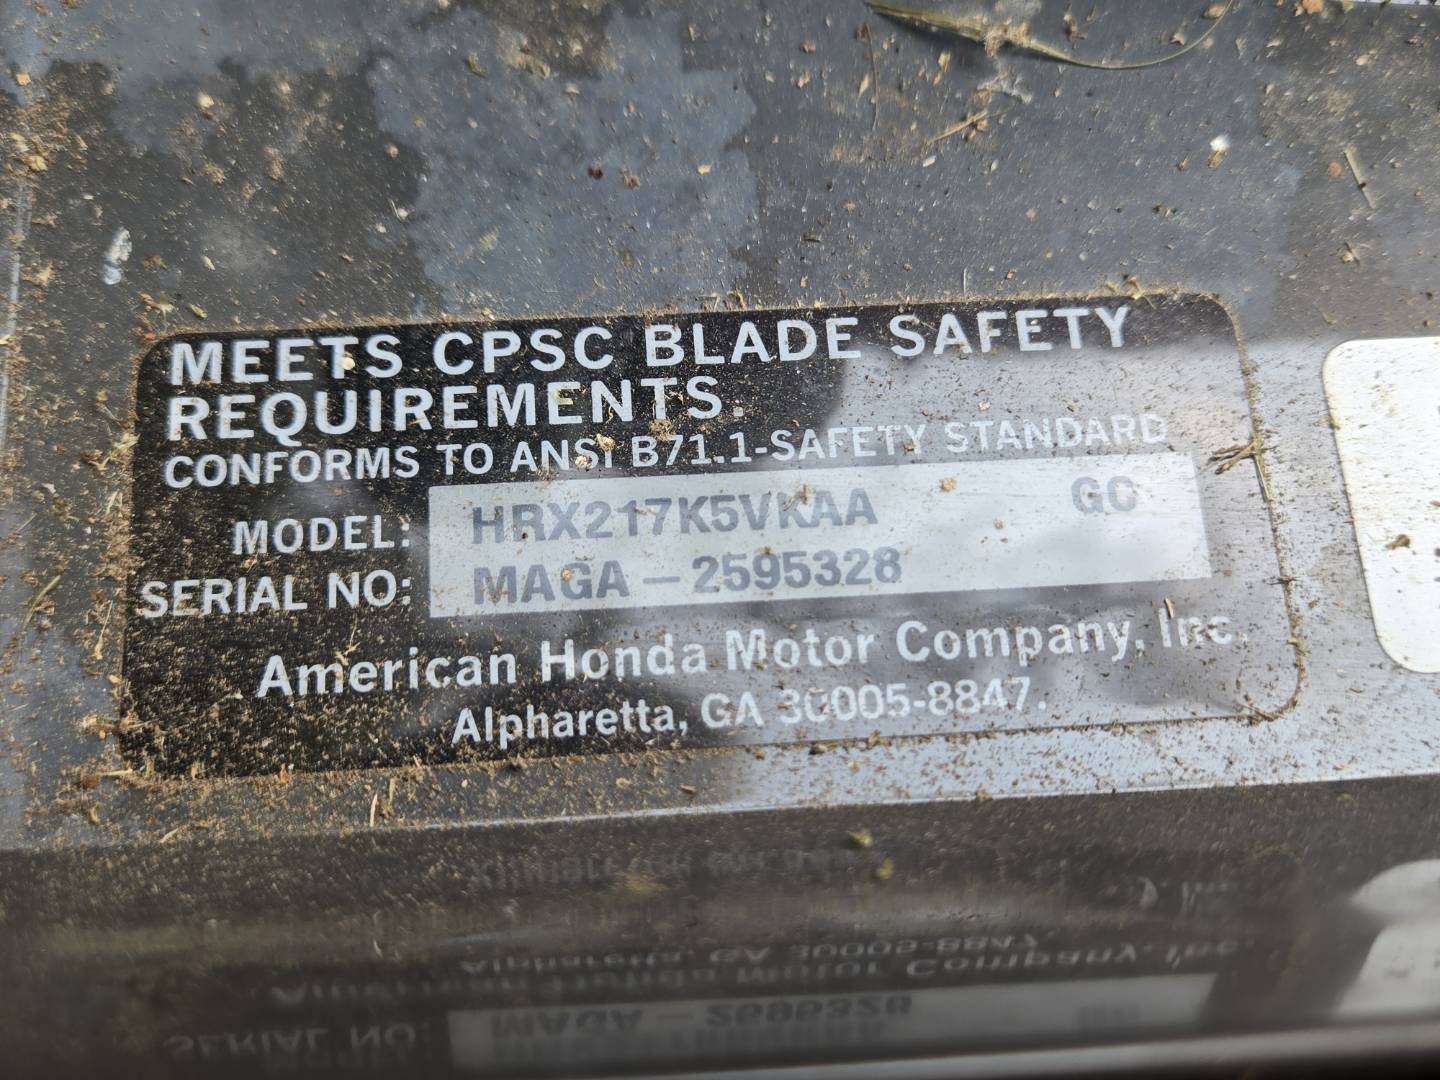 MEETS CPSC BLADE SAFETY
REQUIREMENTS.
CONFORMS TO ANSI B71.1-SAFETY STANDARD
MODEL: HRX217K5VKAA GC
SERIAL NO: MAGA-2595328
American Honda Motor Company, Inc.
Alpharetta, GA 30005-8847.